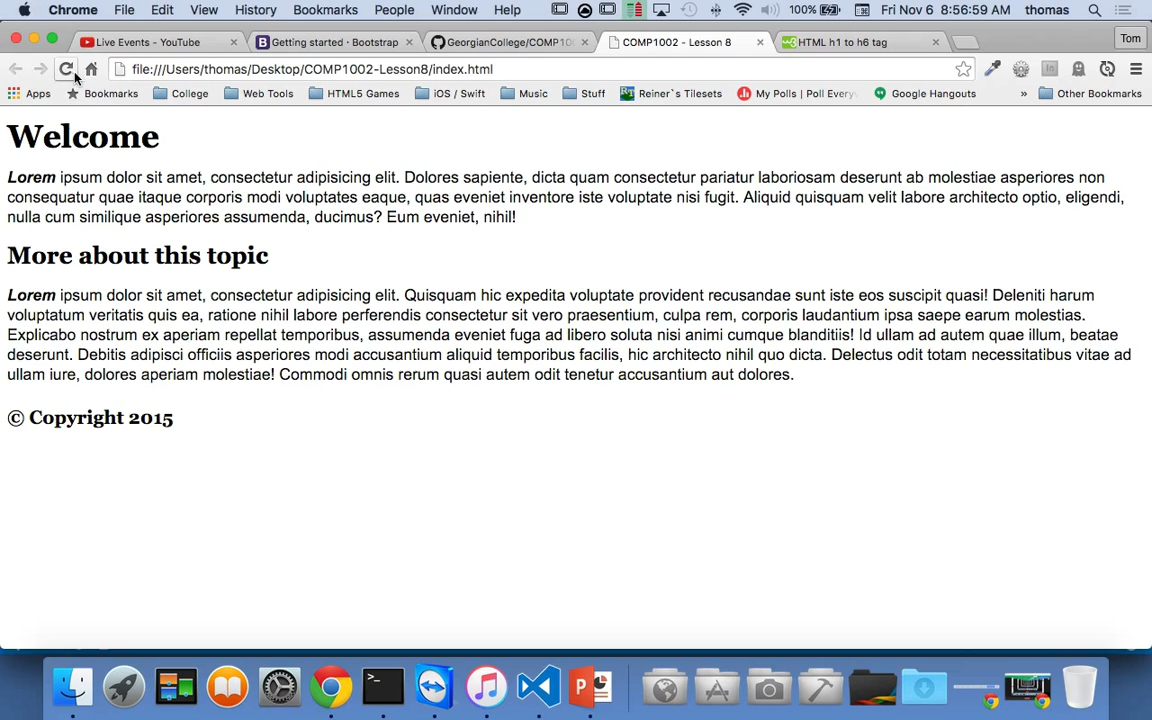 Chrome File Edit View History Bookmarks People Window Help 100% Fri Nov 6 8:56:59 AM thomas
Live Events - YouTube Getting started · Bootstrap GeorgianCollege/COMP10 COMP1002 - Lesson 8 HTML h1 to h6 tag Tom
file:///Users/thomas/Desktop/COMP1002-Lesson8/index.html
Apps Bookmarks College Web Tools HTML5 Games iOS / Swift Music Stuff Reiner`s Tilesets My Polls | Poll Every Google Hangouts » Other Bookmarks
Welcome
Lorem ipsum dolor sit amet, consectetur adipisicing elit. Dolores sapiente, dicta quam consectetur pariatur laboriosam deserunt ab molestiae asperiores non
consequatur quae itaque corporis modi voluptates eaque, quas eveniet inventore iste voluptate nisi fugit. Aliquid quisquam velit labore architecto optio, eligendi,
nulla cum similique asperiores assumenda, ducimus? Eum eveniet, nihil!
More about this topic
Lorem ipsum dolor sit amet, consectetur adipisicing elit. Quisquam hic expedita voluptate provident recusandae sunt iste eos suscipit quasi! Deleniti harum
voluptatum veritatis quis ea, ratione nihil labore perferendis consectetur sit vero praesentium, culpa rem, corporis laudantium ipsa saepe earum molestias.
Explicabo nostrum ex aperiam repellat temporibus, assumenda eveniet fuga ad libero soluta nisi animi cumque blanditiis! Id ullam ad autem quae illum, beatae
deserunt. Debitis adipisci officiis asperiores modi accusantium aliquid temporibus facilis, hic architecto nihil quo dicta. Delectus odit totam necessitatibus vitae ad
ullam iure, dolores aperiam molestiae! Commodi omnis rerum quasi autem odit tenetur accusantium aut dolores.
© Copyright 2015